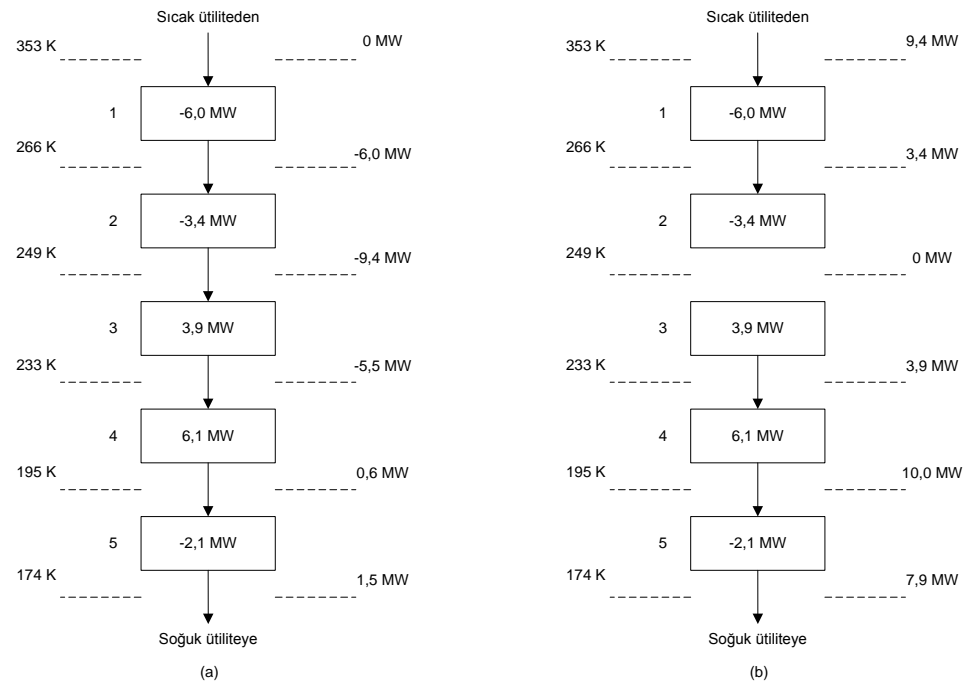 Sıcak ütiliteden
353 K
0 MW
1
-6,0 MW
266 K
-6,0 MW
2
-3,4 MW
249 K
-9,4 MW
3
3,9 MW
233 K
-5,5 MW
4
6,1 MW
195 K
0,6 MW
5
-2,1 MW
174 K
1,5 MW
Soğuk ütiliteye
(a)
Sıcak ütiliteden
353 K
9,4 MW
1
-6,0 MW
266 K
3,4 MW
2
-3,4 MW
249 K
0 MW
3
3,9 MW
233 K
3,9 MW
4
6,1 MW
195 K
10,0 MW
5
-2,1 MW
174 K
7,9 MW
Soğuk ütiliteye
(b)